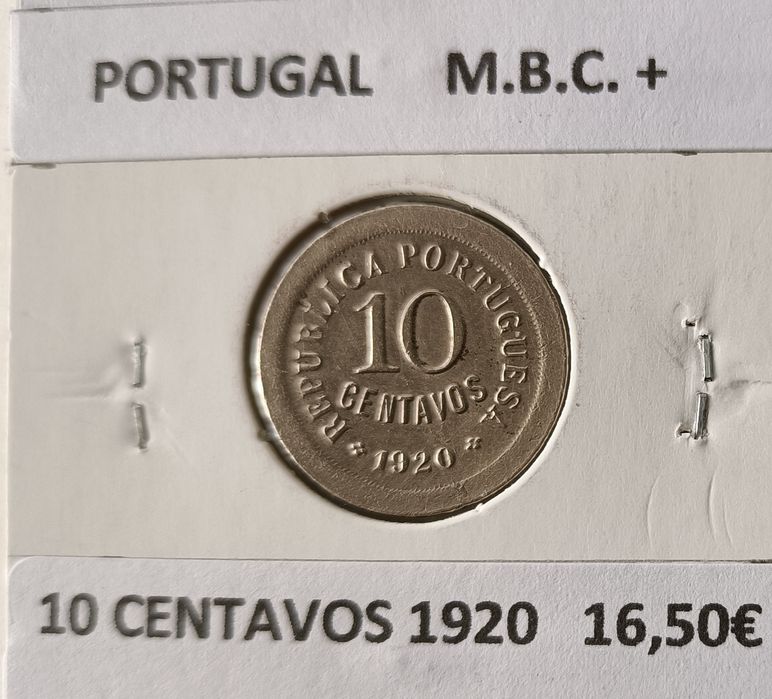 PORTUGAL M.B.C. +
REPUBLICA PORTUGUESA
10
CENTAVOS
* 1920 *
10 CENTAVOS 1920 16,50€